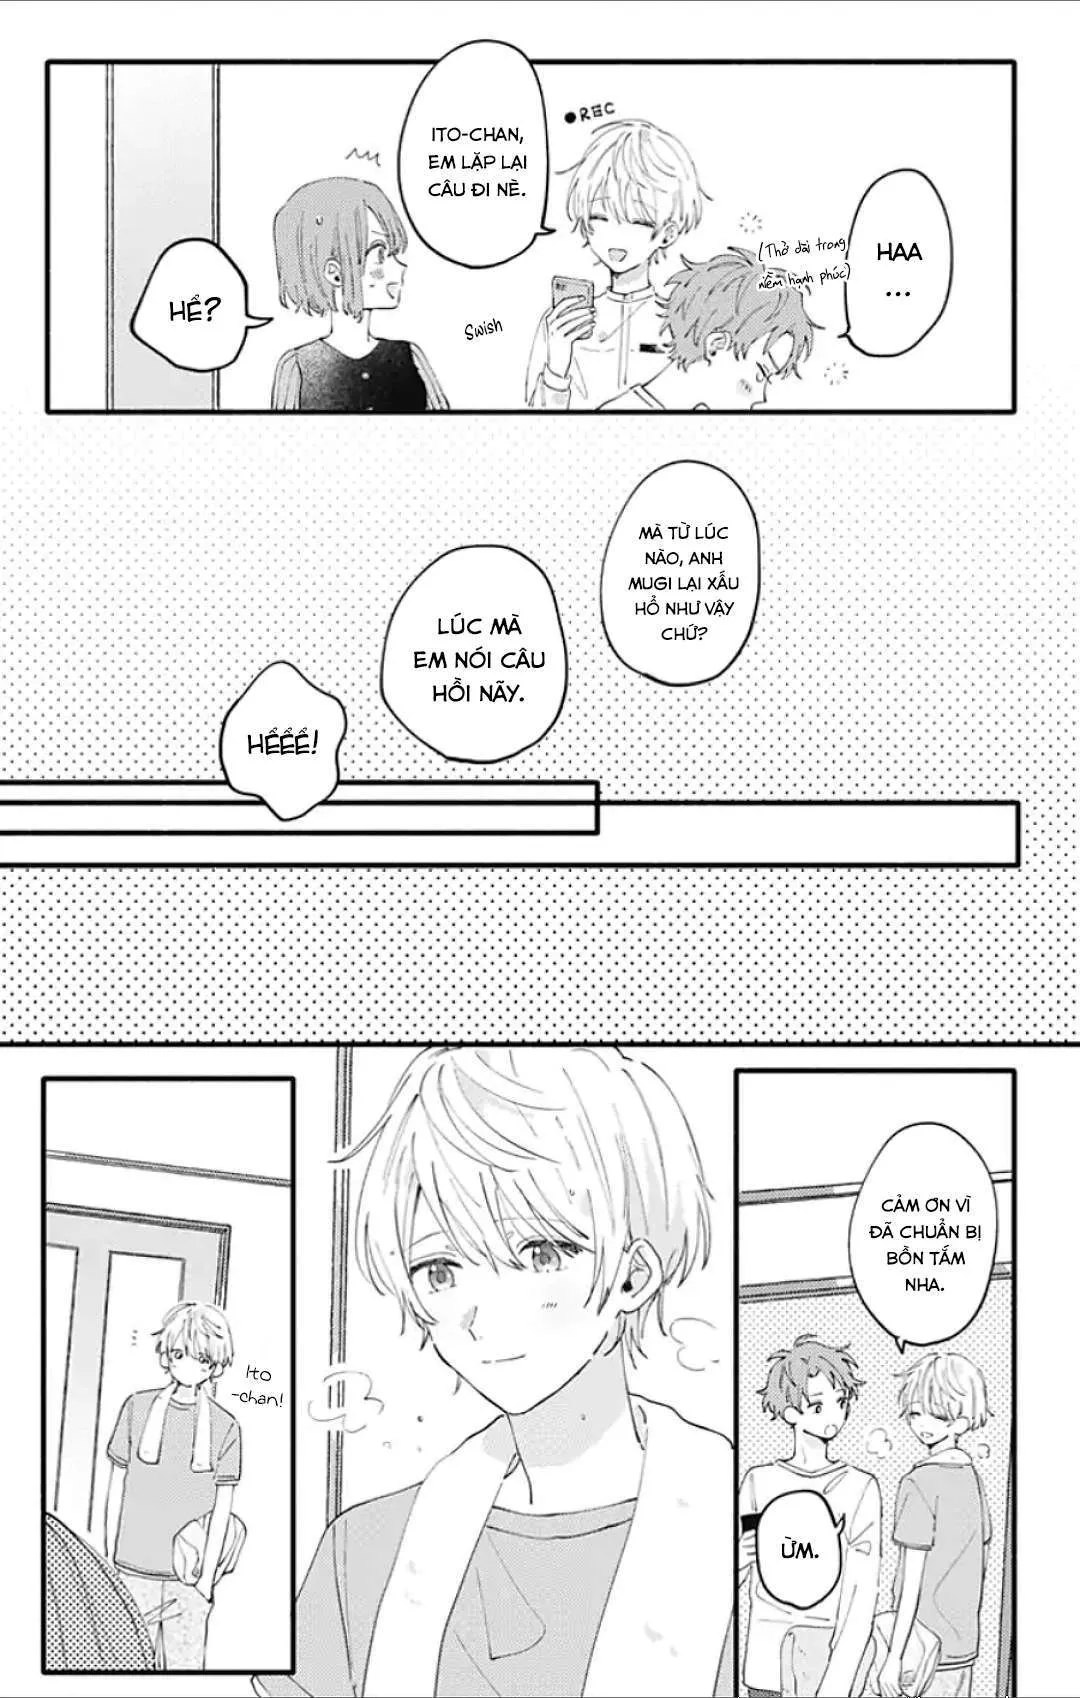 HAA
...
(Thở dài trong
niềm hạnh phúc)
●REC
ITO-CHAN,
EM LẶP LẠI
CÂU ĐI NÈ.
Swish
HỂ?
MÀ TỪ LÚC
NÀO, ANH
MUGI LẠI XẤU
HỔ NHƯ VẬY
CHỨ?
LÚC MÀ
EM NÓI CÂU
HỒI NÃY.
HỂỂỂ!
CẢM ƠN VÌ
ĐÃ CHUẨN BỊ
BỒN TẮM
NHA.
ỪM.
Ito
-chan!